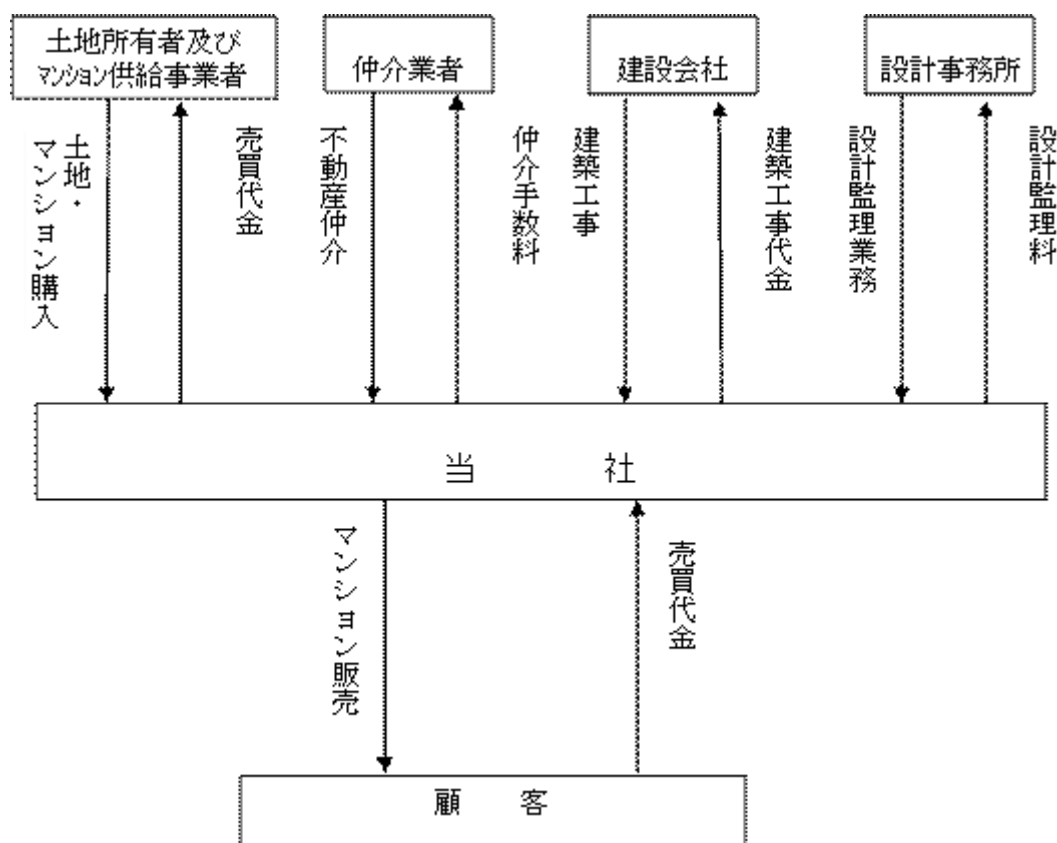 土地所有者及び
マンション供給事業者
仲介業者
建設会社
設計事務所
土地・
マンション購入
売買代金
不動産仲介
仲介手数料
建築工事
建築工事代金
設計監理業務
設計監理料
当社
マンション販売
売買代金
顧客